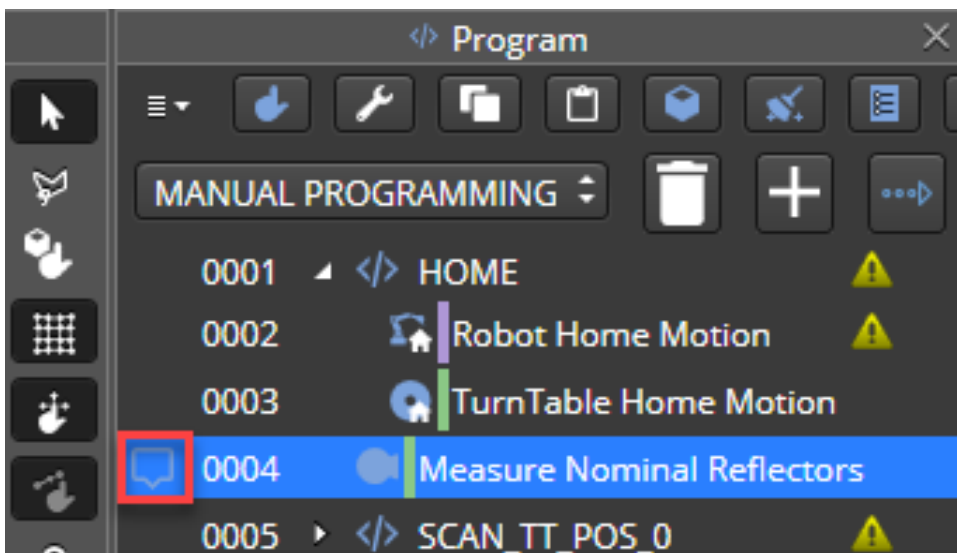 Program
MANUAL PROGRAMMING
0001 HOME
0002 Robot Home Motion
0003 TurnTable Home Motion
0004 Measure Nominal Reflectors
0005 SCAN_TT_POS_0